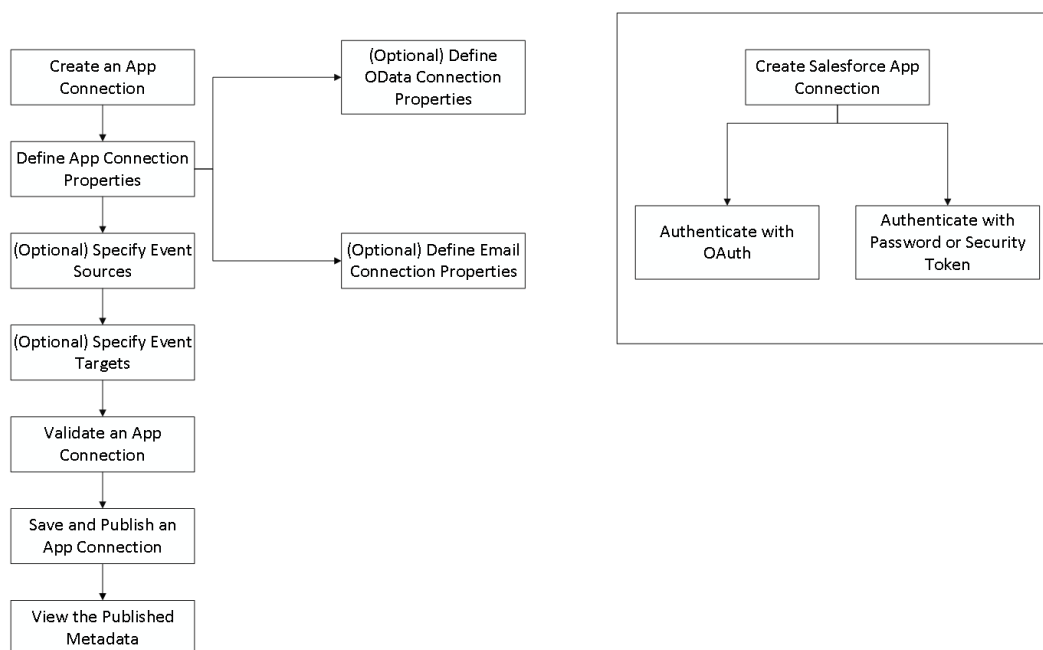 Create an App
Connection
Define App Connection
Properties
(Optional) Specify Event
Sources
(Optional) Specify Event
Targets
Validate an App
Connection
Save and Publish an
App Connection
View the Published
Metadata
(Optional) Define
OData Connection
Properties
(Optional) Define Email
Connection Properties
Create Salesforce App
Connection
Authenticate with
OAuth
Authenticate with
Password or Security
Token